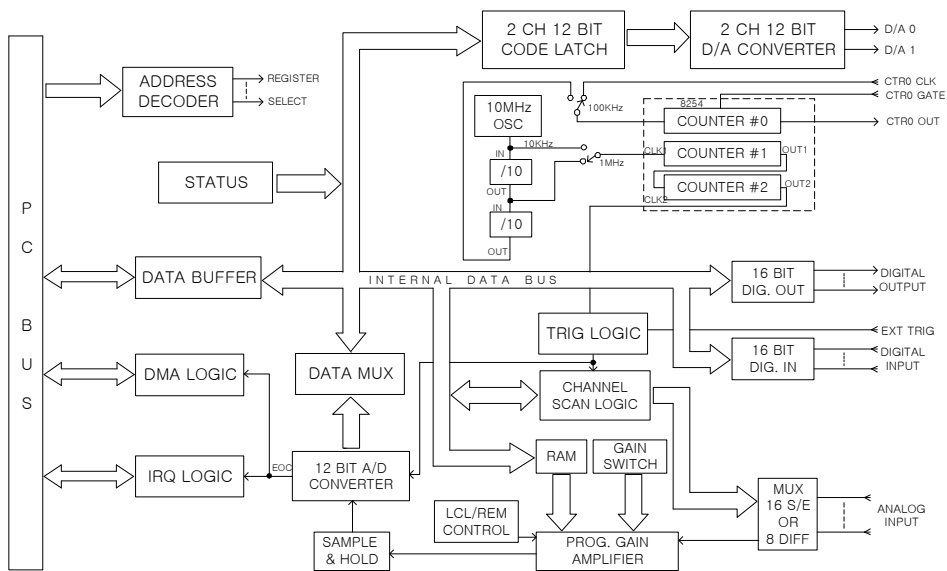 2 CH 12 BIT
CODE LATCH
2 CH 12 BIT
D/A CONVERTER
D/A 0
D/A 1
ADDRESS
DECODER
REGISTER
SELECT
10MHz
OSC
100KHz
8254
CTR0 CLK
CTR0 GATE
COUNTER #0
CTR0 OUT
10KHz
IN
/10
OUT
1MHz
CLK1
COUNTER #1
OUT1
STATUS
COUNTER #2
OUT2
CLK2
IN
/10
OUT
PC BUS
DATA BUFFER
INTERNAL DATA BUS
16 BIT
DIG. OUT
DIGITAL
OUTPUT
TRIG LOGIC
EXT TRIG
DMA LOGIC
DATA MUX
16 BIT
DIG. IN
DIGITAL
INPUT
CHANNEL
SCAN LOGIC
IRQ LOGIC
EOC
12 BIT A/D
CONVERTER
RAM
GAIN
SWITCH
MUX
16 S/E
OR
8 DIFF
ANALOG
INPUT
LCL/REM
CONTROL
SAMPLE
& HOLD
PROG. GAIN
AMPLIFIER